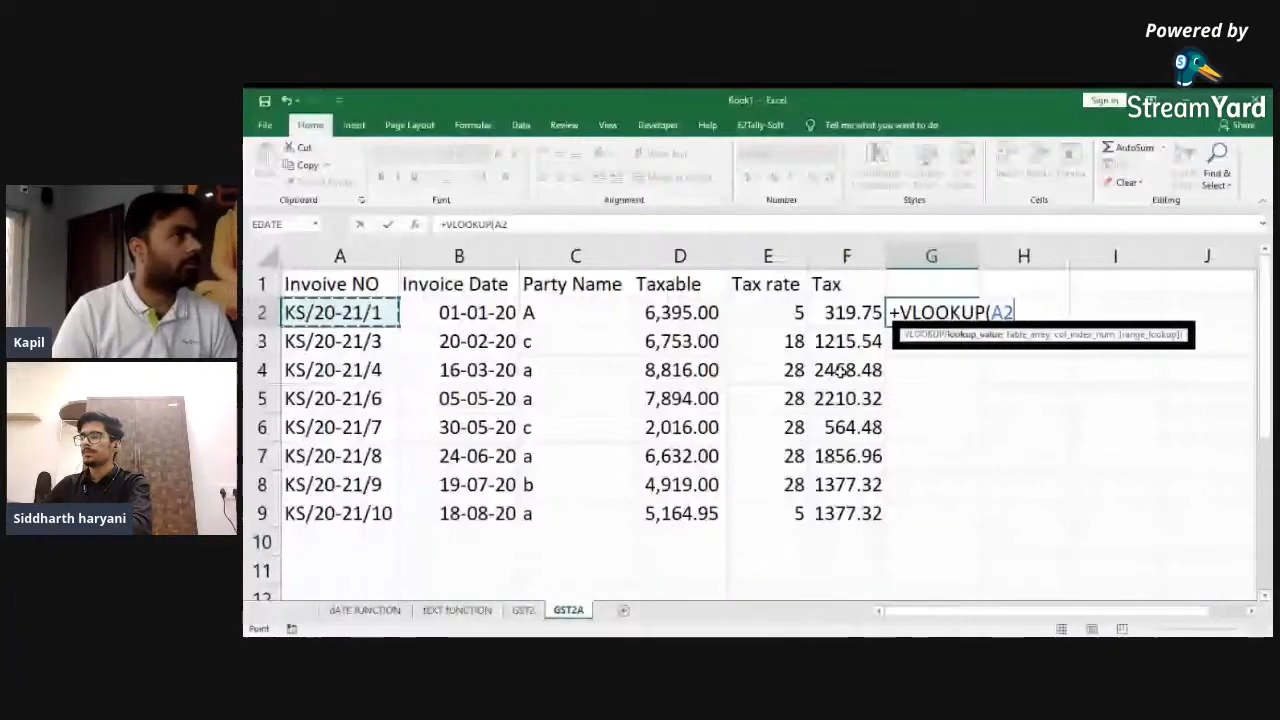 Powered by
StreamYard
Book1 - Excel
Sign in
File Home Insert Page Layout Formulas Data Review View Developer Help EZTally-Soft Tell me what you want to do Share
Cut
Copy
AutoSum
Clear
Find &
Select
Clipboard Font Alignment Number Styles Cells Editing
EDATE +VLOOKUP(A2
A B C D E F G H I J
1 Invoive NO Invoice Date Party Name Taxable Tax rate Tax
2 KS/20-21/1 01-01-20 A 6,395.00 5 319.75 +VLOOKUP(A2
VLOOKUP(lookup_value, table_array, col_index_num, [range_lookup])
3 KS/20-21/3 20-02-20 c 6,753.00 18 1215.54
4 KS/20-21/4 16-03-20 a 8,816.00 28 2468.48
5 KS/20-21/6 05-05-20 a 7,894.00 28 2210.32
6 KS/20-21/7 30-05-20 c 2,016.00 28 564.48
7 KS/20-21/8 24-06-20 a 6,632.00 28 1856.96
8 KS/20-21/9 19-07-20 b 4,919.00 28 1377.32
9 KS/20-21/10 18-08-20 a 5,164.95 5 1377.32
10
11
12
DATE FUNCTION TEXT FUNCTION GST2 GST2A
Point
Kapil
Siddharth haryani